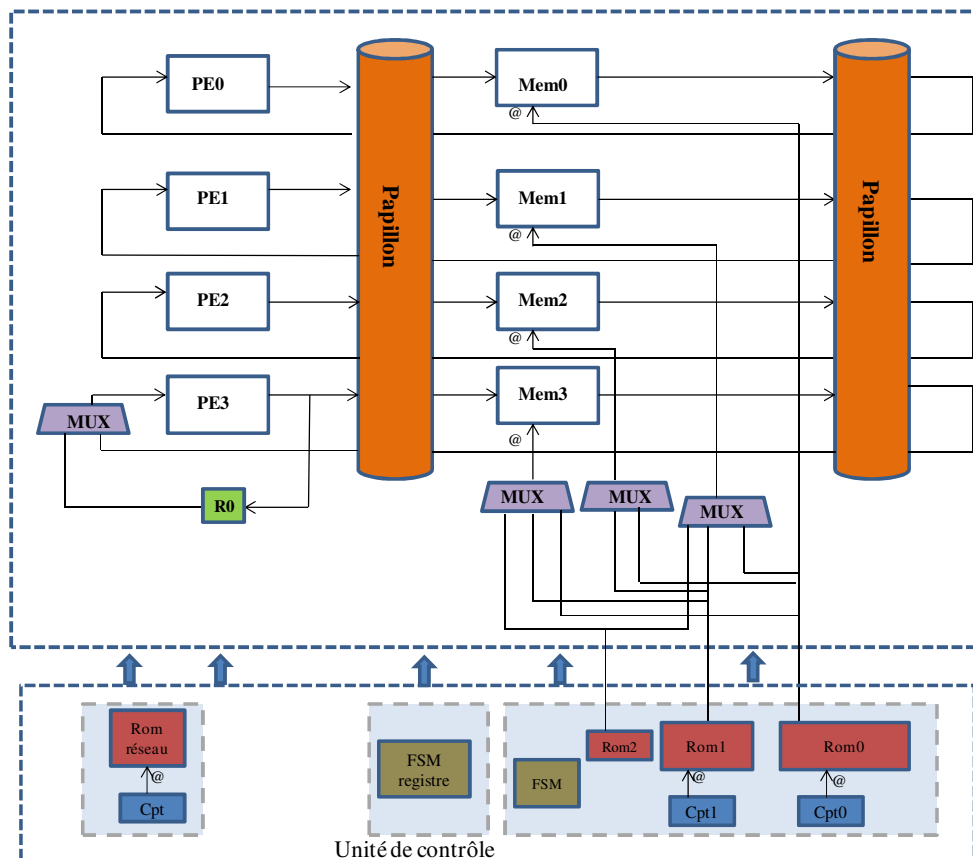 PE0
Mem0
@
PE1
Mem1
@
Papillon
Papillon
PE2
Mem2
@
PE3
Mem3
MUX
@
R0
MUX
MUX
MUX
Rom
réseau
@
Cpt
FSM
registre
FSM
Rom2
Rom1
@
Cpt1
Rom0
@
Cpt0
Unité de contrôle